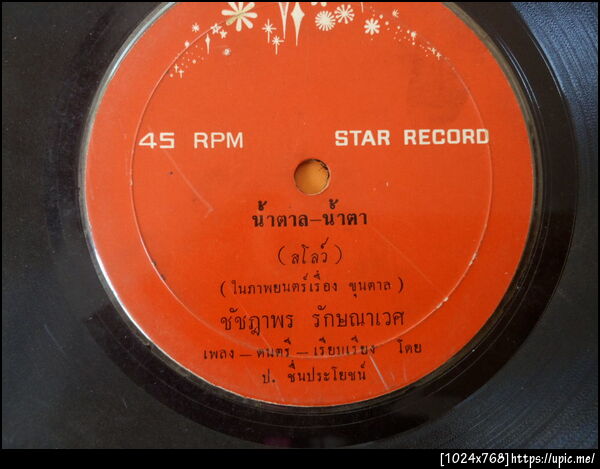 45 RPM STAR RECORD
น้ำตาล-น้ำตา
(สโลว์)
(ในภาพยนตร์เรื่อง ขุนตาล)
ชัชฎาพร รักษณาเวศ
เพลง - ดนตรี - เรียบเรียง โดย
ป. ชื่นประโยชน์
[1024x768]https://upic.me/